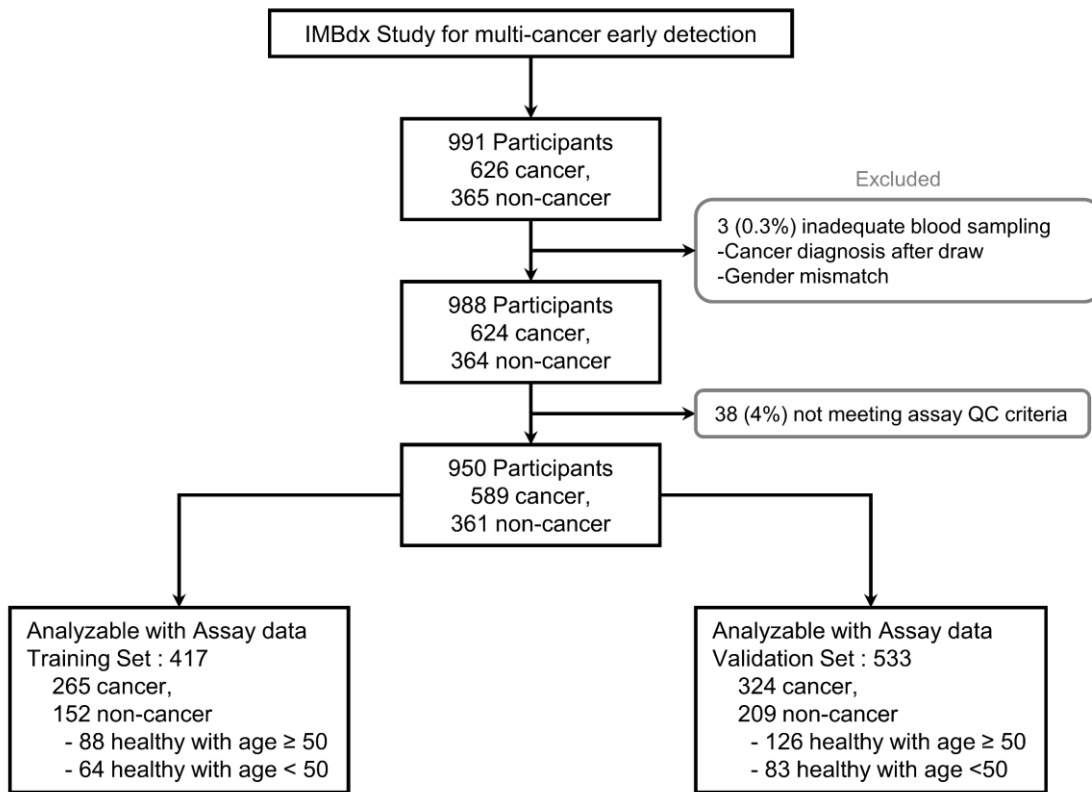 IMBdx Study for multi-cancer early detection
991 Participants
626 cancer,
365 non-cancer
Excluded
3 (0.3%) inadequate blood sampling
-Cancer diagnosis after draw
-Gender mismatch
988 Participants
624 cancer,
364 non-cancer
38 (4%) not meeting assay QC criteria
950 Participants
589 cancer,
361 non-cancer
Analyzable with Assay data
Training Set : 417
265 cancer,
152 non-cancer
- 88 healthy with age ≥ 50
- 64 healthy with age < 50
Analyzable with Assay data
Validation Set : 533
324 cancer,
209 non-cancer
- 126 healthy with age ≥ 50
- 83 healthy with age <50